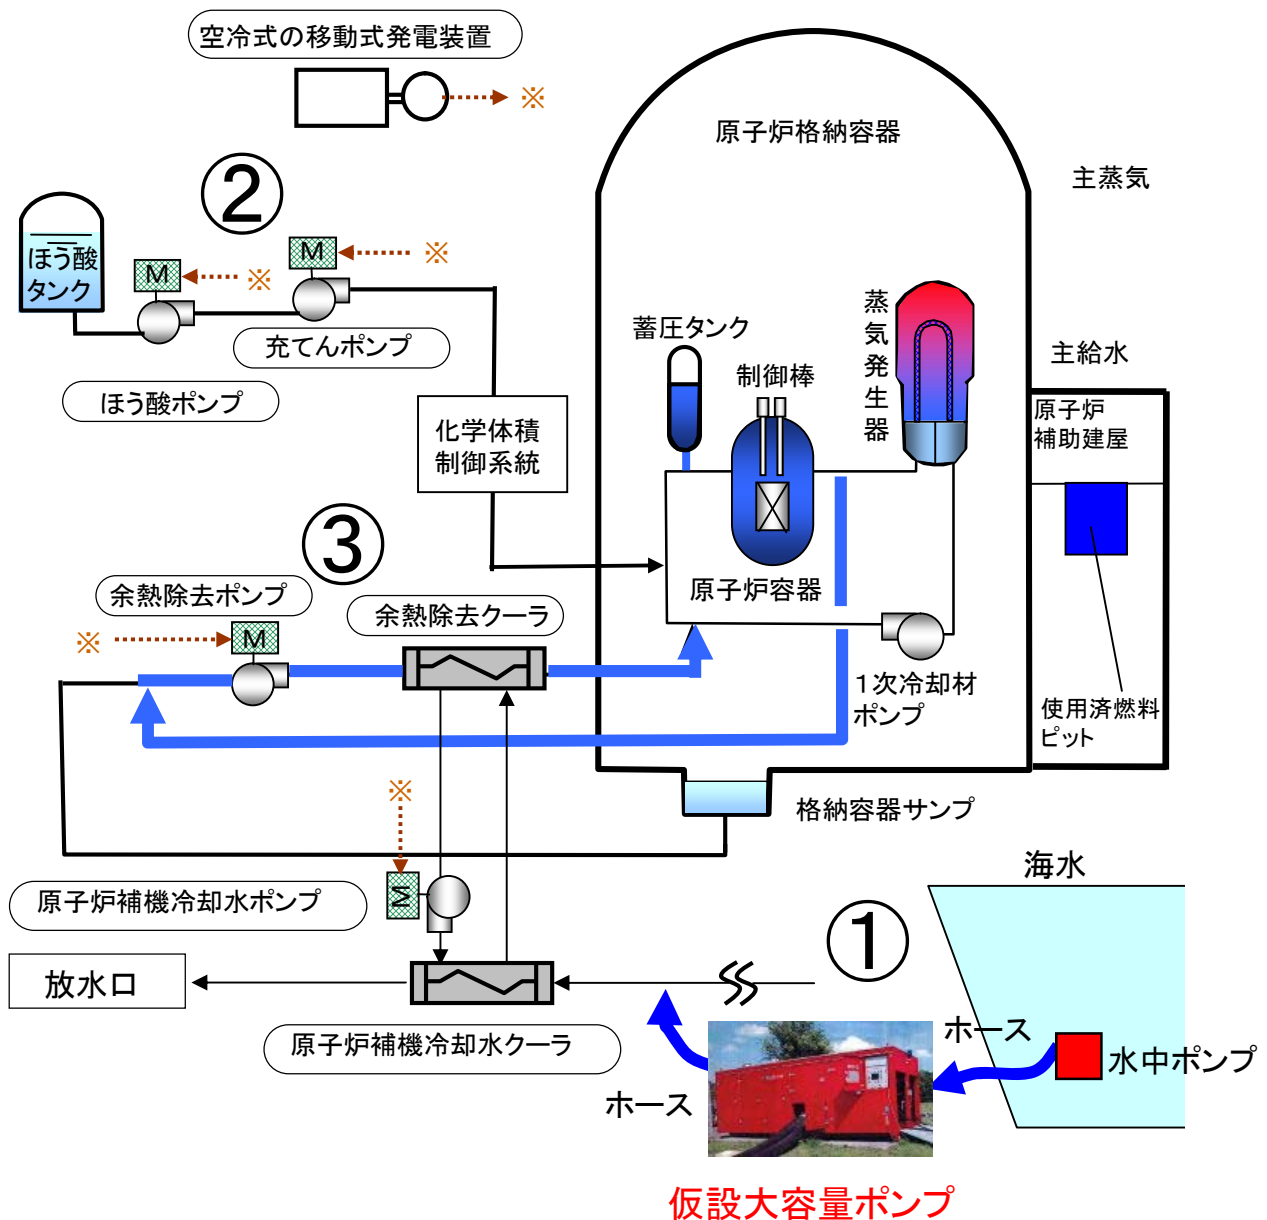 空冷式の移動式発電装置
※
原子炉格納容器
主蒸気
②
ほう酸
タンク
M
※
M
※
充てんポンプ
ほう酸ポンプ
化学体積
制御系統
蓄圧タンク
制御棒
蒸気発生器
主給水
原子炉
補助建屋
③
余熱除去ポンプ
※
M
余熱除去クーラ
原子炉容器
1次冷却材
ポンプ
使用済燃料
ピット
格納容器サンプ
※
M
原子炉補機冷却水ポンプ
放水口
原子炉補機冷却水クーラ
①
海水
ホース
水中ポンプ
ホース
仮設大容量ポンプ